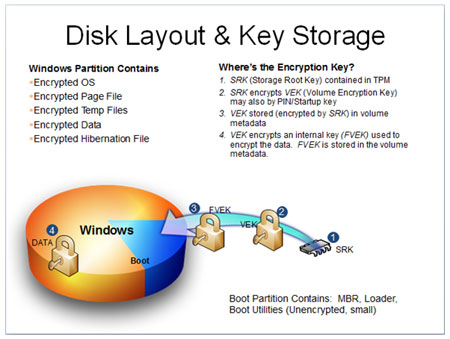 Disk Layout & Key Storage
Windows Partition Contains
Encrypted OS
Encrypted Page File
Encrypted Temp Files
Encrypted Data
Encrypted Hibernation File
Where's the Encryption Key?
1. SRK (Storage Root Key) contained in TPM
2. SRK encrypts VEK (Volume Encryption Key)
may also by PIN/Startup key
3. VEK stored (encrypted by SRK) in volume
metadata
4. VEK encrypts an internal key (FVEK) used to
encrypt the data. FVEK is stored in the volume
metadata.
3
FVEK
2
VEK
1
SRK
4
DATA
Windows
Boot
Boot Partition Contains: MBR, Loader,
Boot Utilities (Unencrypted, small)